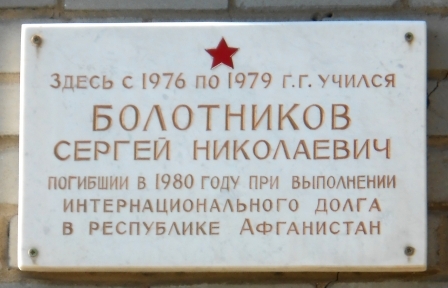 Здесь с 1976 по 1979 г.г. учился
БОЛОТНИКОВ
СЕРГЕЙ НИКОЛАЕВИЧ
погибший в 1980 году при выполнении
интернационального долга
в республике Афганистан